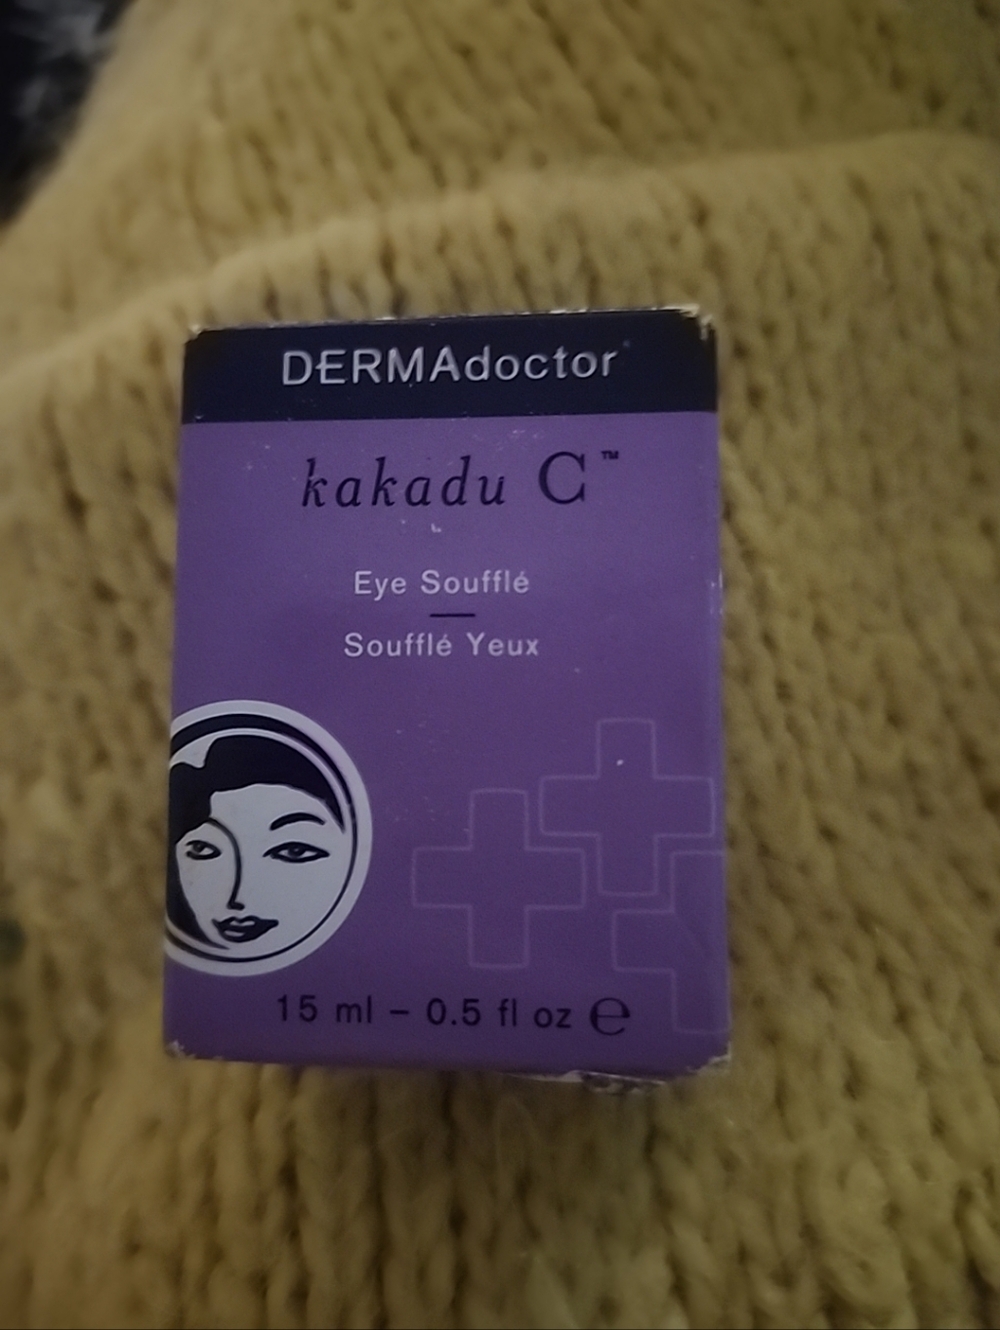 DERMAdoctor
kakadu C™
Eye Soufflé
Soufflé Yeux
15 ml – 0.5 fl oz ℮